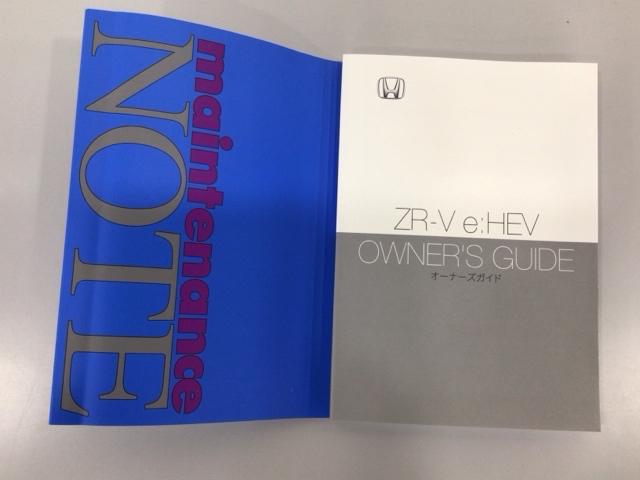 maintenance
NOTE
ZR-V e:HEV
OWNER'S GUIDE
オーナーズガイド